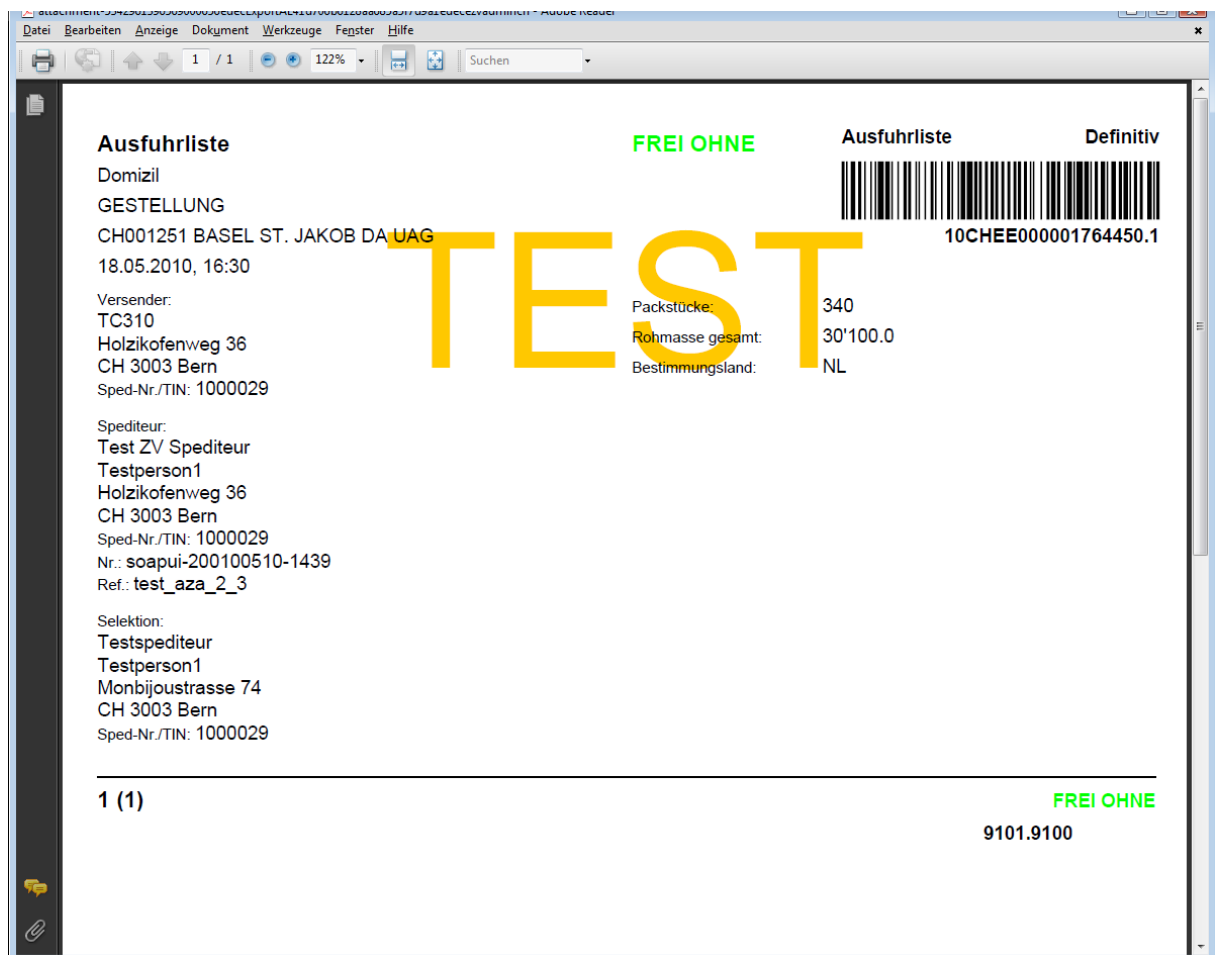 Datei Bearbeiten Anzeige Dokument Werkzeuge Fenster Hilfe
1 / 1 122% Suchen
Ausfuhrliste
FREI OHNE
Ausfuhrliste Definitiv
Domizil
GESTELLUNG
CH001251 BASEL ST. JAKOB DA UAG
10CHEE000001764450.1
18.05.2010, 16:30
TEST
Versender:
TC310
Holzikofenweg 36
CH 3003 Bern
Sped-Nr./TIN: 1000029
Packstücke: 340
Rohmasse gesamt: 30'100.0
Bestimmungsland: NL
Spediteur:
Test ZV Spediteur
Testperson1
Holzikofenweg 36
CH 3003 Bern
Sped-Nr./TIN: 1000029
Nr.: soapui-200100510-1439
Ref.: test_aza_2_3
Selektion:
Testspediteur
Testperson1
Monbijoustrasse 74
CH 3003 Bern
Sped-Nr./TIN: 1000029
1 (1)
FREI OHNE
9101.9100